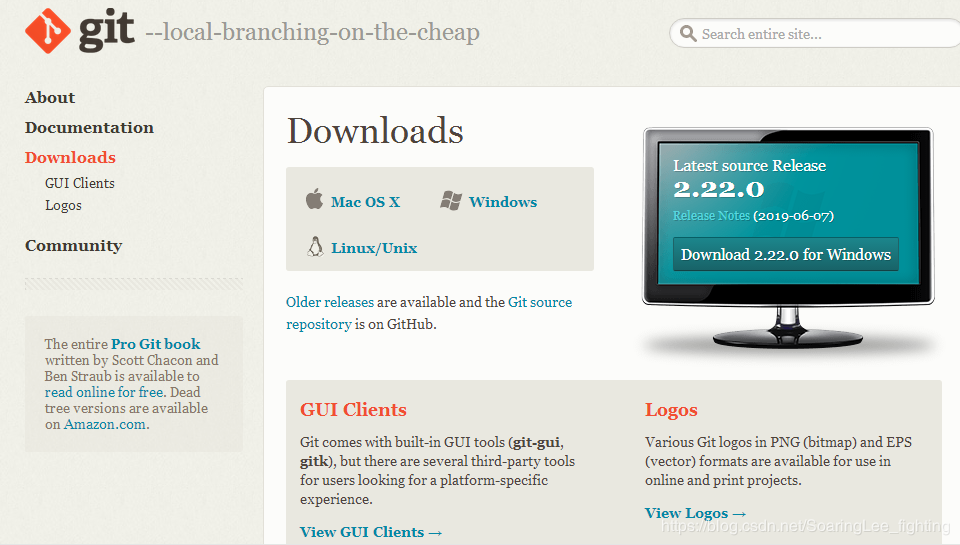 git --local-branching-on-the-cheap
Search entire site...
About
Documentation
Downloads
GUI Clients
Logos
Community
The entire Pro Git book
written by Scott Chacon and
Ben Straub is available to
read online for free. Dead
tree versions are available
on Amazon.com.
Downloads
Mac OS X
Windows
Linux/Unix
Older releases are available and the Git source
repository is on GitHub.
Latest source Release
2.22.0
Release Notes (2019-06-07)
Download 2.22.0 for Windows
GUI Clients
Git comes with built-in GUI tools (git-gui,
gitk), but there are several third-party tools
for users looking for a platform-specific
experience.
View GUI Clients →
Logos
Various Git logos in PNG (bitmap) and EPS
(vector) formats are available for use in
online and print projects.
View Logos →
https://blog.csdn.net/SoaringLee_fighting